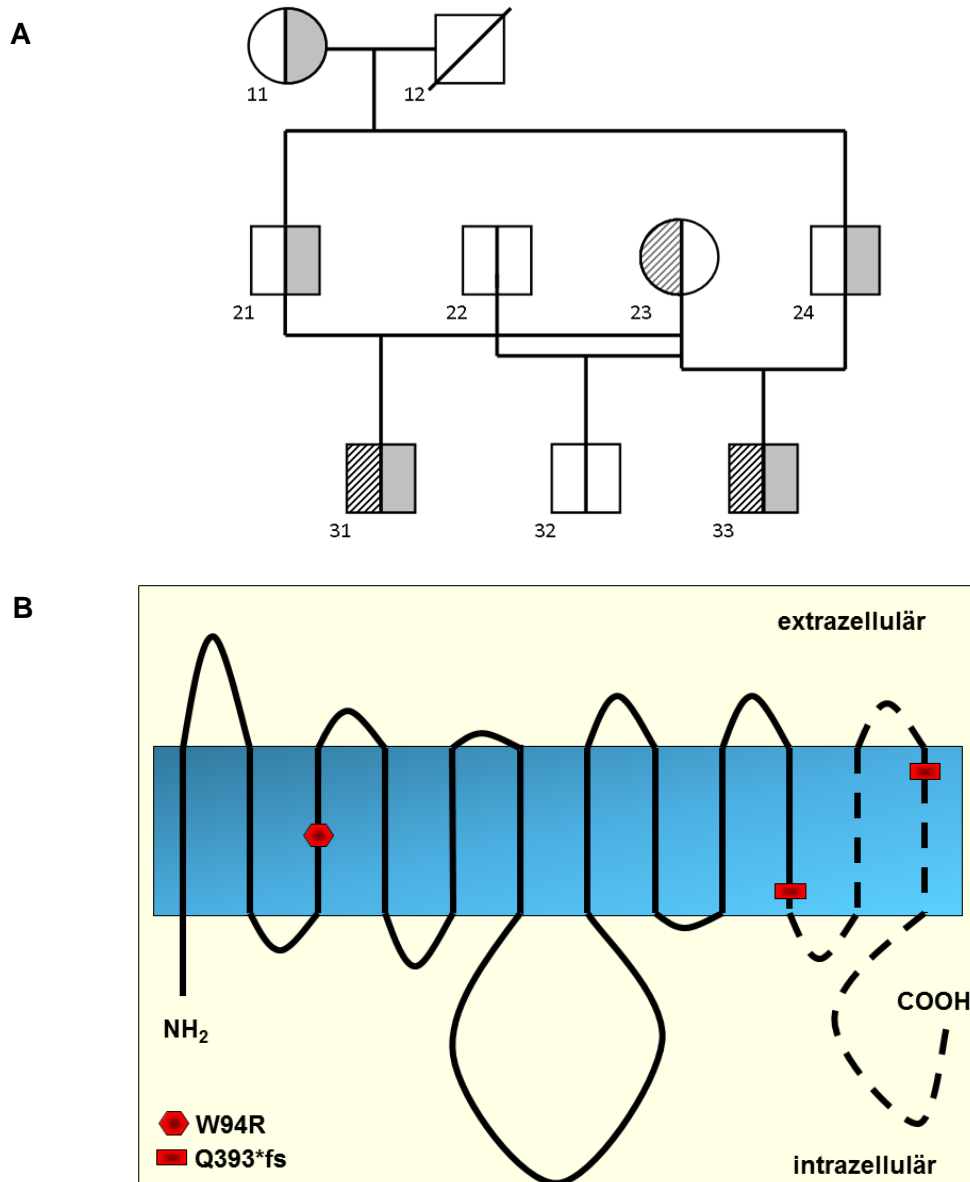 A
11 12
21 22 23 24
31 32 33
B
extrazellulär
NH2
COOH
W94R
Q393*fs
intrazellulär